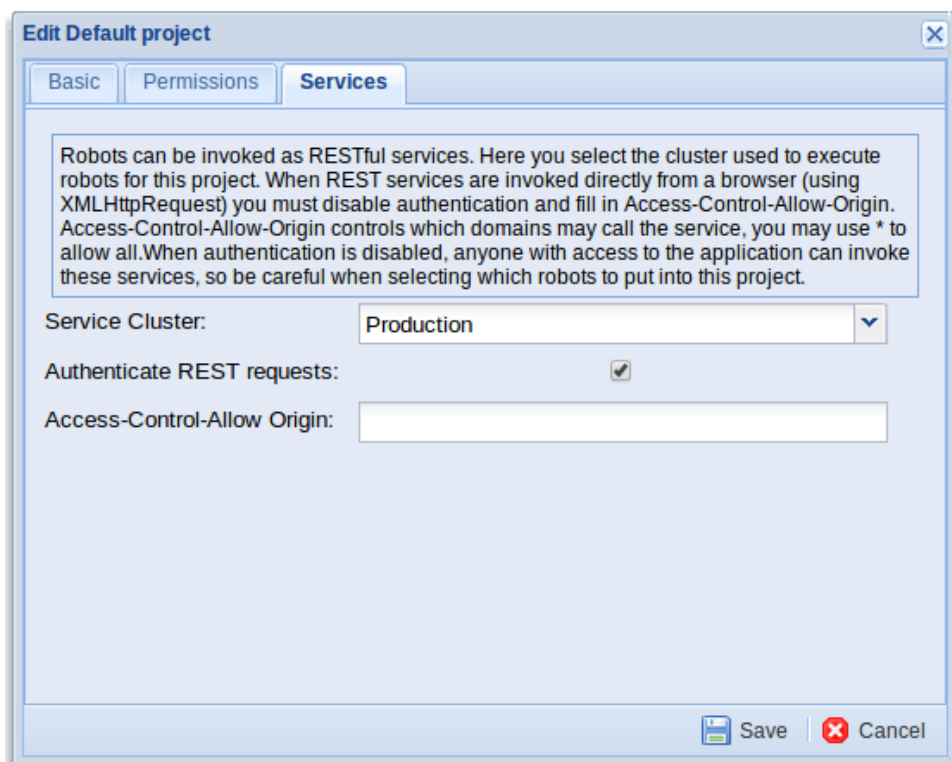 Edit Default project
Basic
Permissions
Services
Robots can be invoked as RESTful services. Here you select the cluster used to execute
robots for this project. When REST services are invoked directly from a browser (using
XMLHttpRequest) you must disable authentication and fill in Access-Control-Allow-Origin.
Access-Control-Allow-Origin controls which domains may call the service, you may use * to
allow all.When authentication is disabled, anyone with access to the application can invoke
these services, so be careful when selecting which robots to put into this project.
Service Cluster:
Production
Authenticate REST requests:
Access-Control-Allow Origin:
Save
Cancel